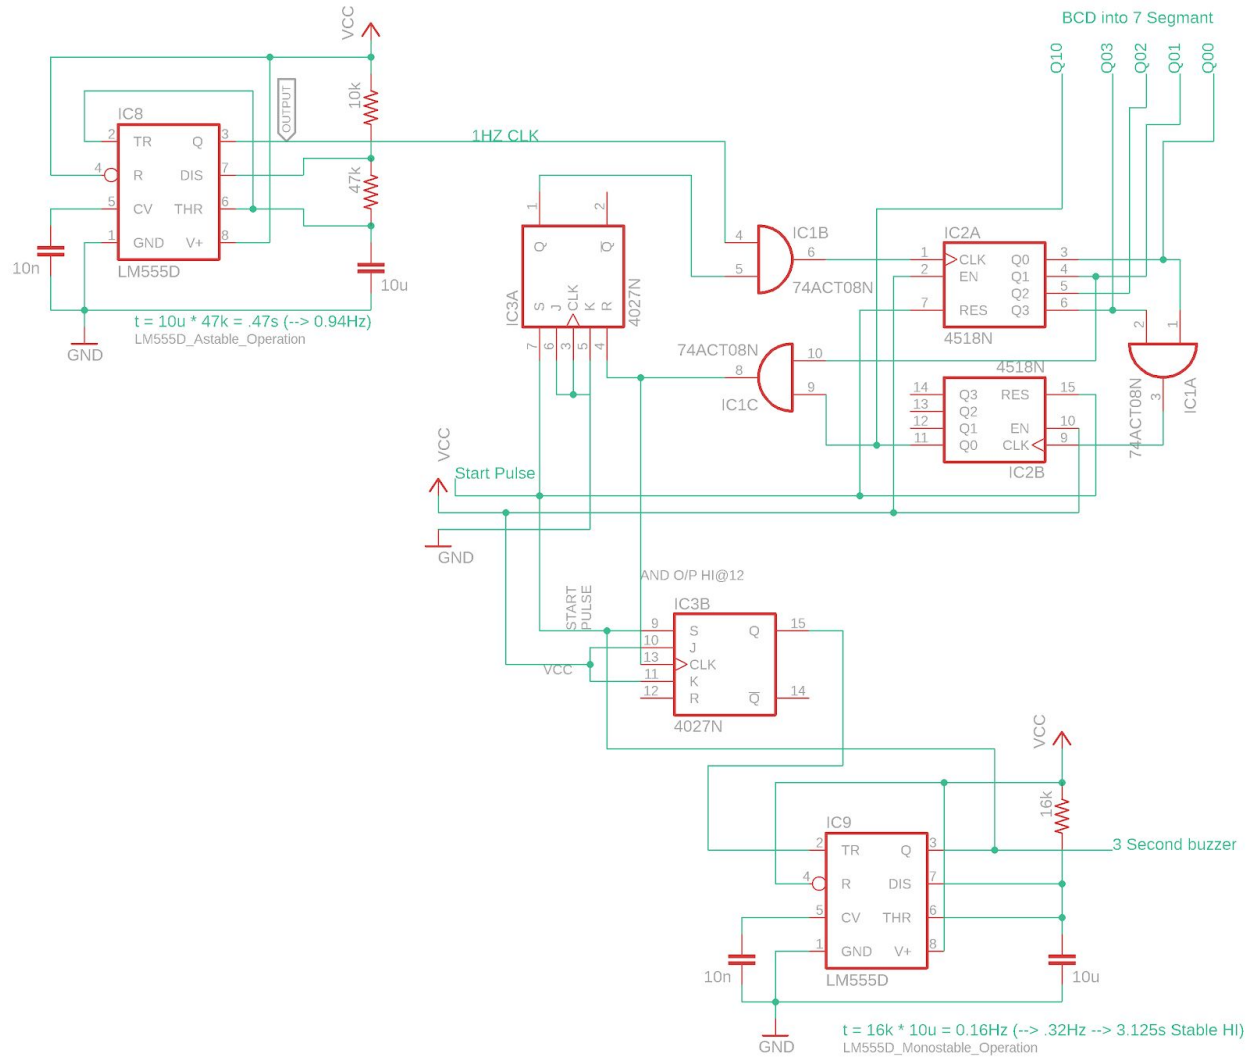 BCD into 7 Segmant
VCC
Q10
Q03
Q02
Q01
Q00
10k
OUTPUT
IC8
1HZ CLK
2 TR Q 3
4 R DIS 7
5 CV THR 6
1 GND V+ 8
LM555D
47k
10n
10u
GND
t = 10u * 47k = .47s (--> 0.94Hz)
LM555D_Astable_Operation
1
2
Q
Q
IC3A
S
J
CLK
K
R
4027N
7
6
3
5
4
4
5
6
IC1B
74ACT08N
IC2A
1 CLK Q0 3
2 EN Q1 4
Q2 5
7 RES Q3 6
4518N
2
1
3
74ACT08N
IC1A
74ACT08N
10
8
9
IC1C
4518N
14 Q3 RES 15
13 Q2
12 Q1 EN 10
11 Q0 CLK 9
IC2B
VCC
Start Pulse
GND
AND O/P HI@12
START
PULSE
VCC
IC3B
9 S Q 15
10 J
13 CLK
11 K
12 R Q 14
4027N
VCC
16k
IC9
2 TR Q 3
3 Second buzzer
4 R DIS 7
5 CV THR 6
1 GND V+ 8
LM555D
10n
10u
GND
t = 16k * 10u = 0.16Hz (--> .32Hz --> 3.125s Stable HI)
LM555D_Monostable_Operation